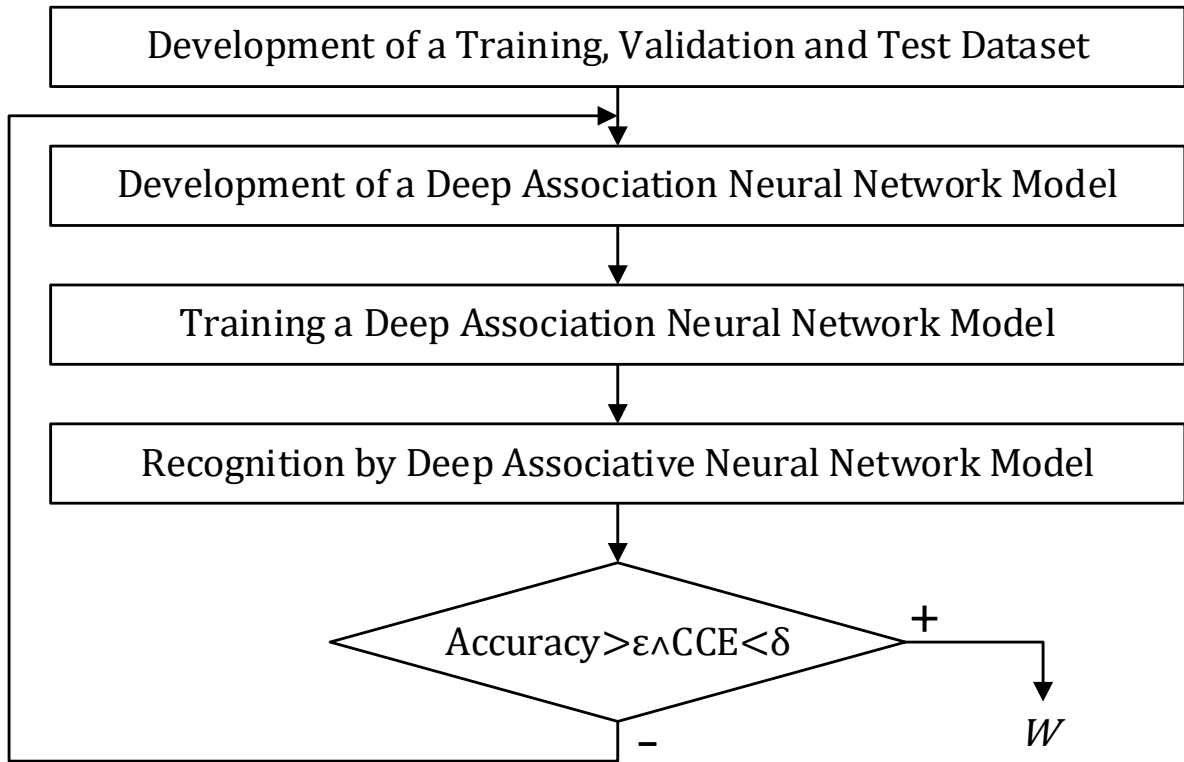 Development of a Training, Validation and Test Dataset
Development of a Deep Association Neural Network Model
Training a Deep Association Neural Network Model
Recognition by Deep Associative Neural Network Model
Accuracy>ε∧CCE<δ
+
W
–